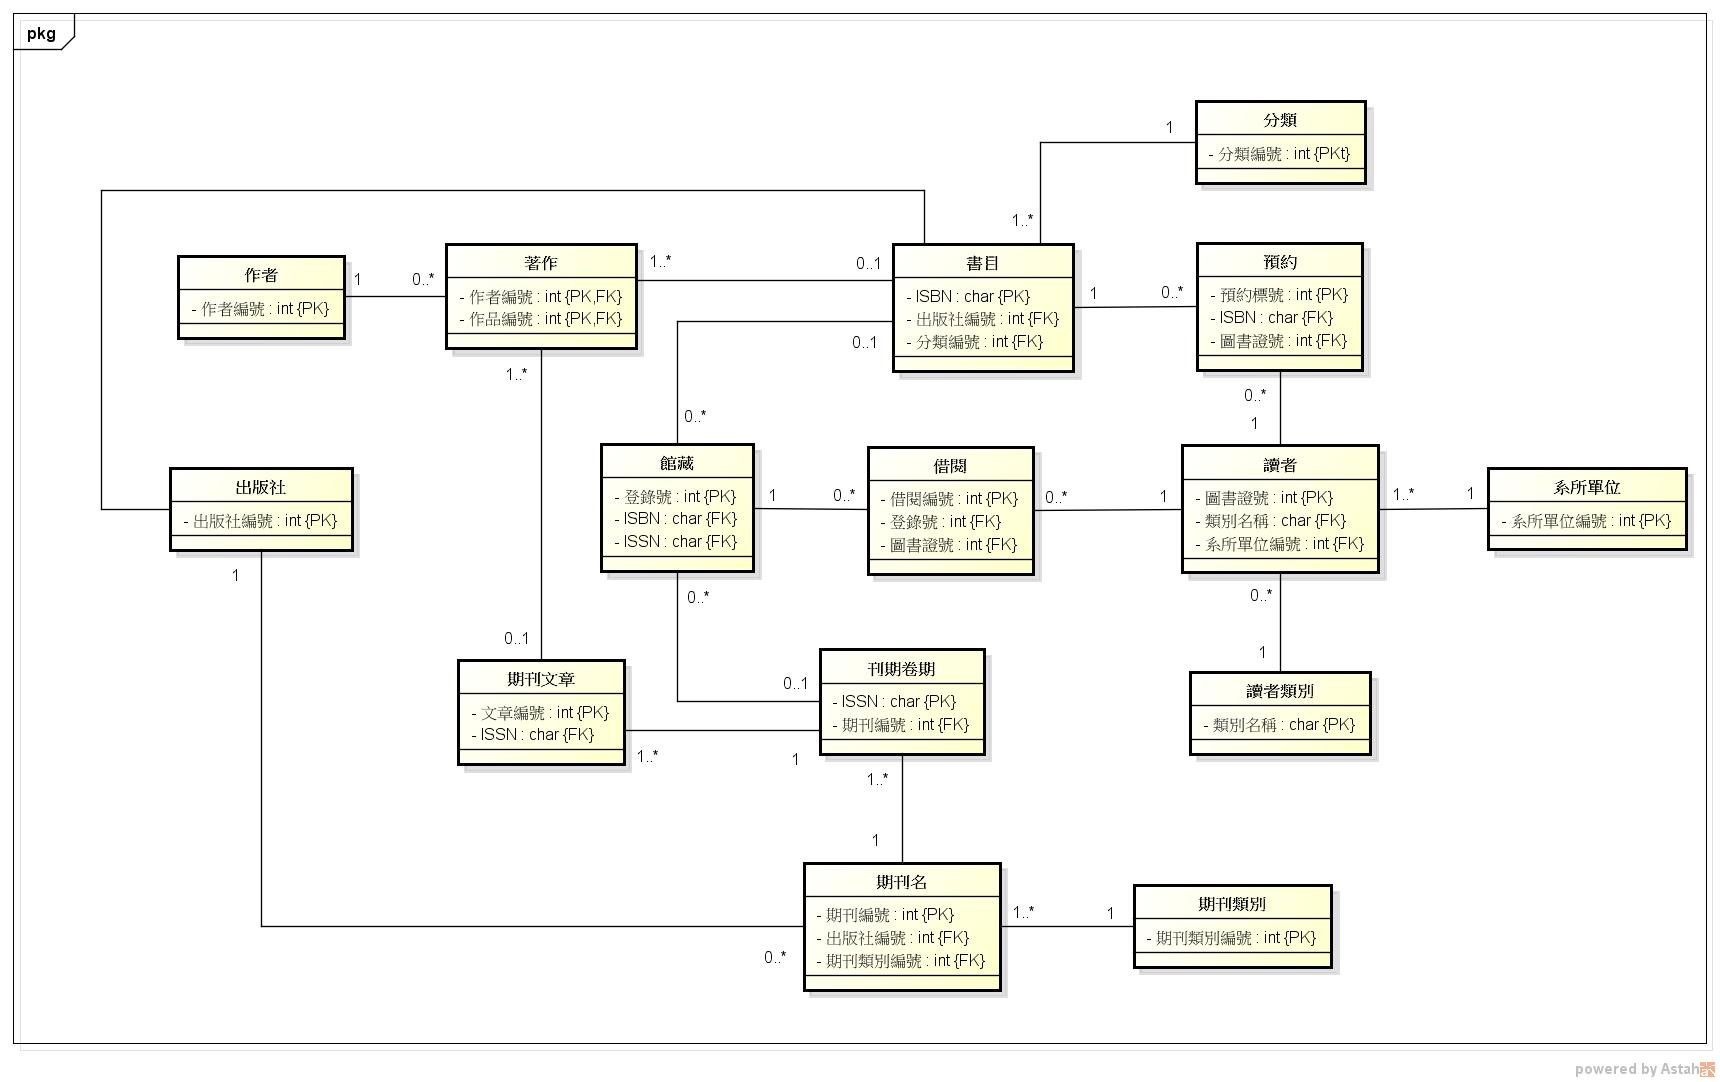 pkg
分類
- 分類編號 : int {PKt}
1
1..*
作者
- 作者編號 : int {PK}
1
0..*
著作
- 作者編號 : int {PK,FK}
- 作品編號 : int {PK,FK}
1..*
0..1
1..*
書目
- ISBN : char {PK}
- 出版社編號 : int {FK}
- 分類編號 : int {FK}
0..1
1
0..*
預約
- 預約標號 : int {PK}
- ISBN : char {FK}
- 圖書證號 : int {FK}
0..*
1
0..*
出版社
- 出版社編號 : int {PK}
1
館藏
- 登錄號 : int {PK}
- ISBN : char {FK}
- ISSN : char {FK}
1
0..*
0..*
借閱
- 借閱編號 : int {PK}
- 登錄號 : int {FK}
- 圖書證號 : int {FK}
0..*
1
讀者
- 圖書證號 : int {PK}
- 類別名稱 : char {FK}
- 系所單位編號 : int {FK}
1..*
1
0..*
1
系所單位
- 系所單位編號 : int {PK}
讀者類別
- 類別名稱 : char {PK}
0..1
期刊文章
- 文章編號 : int {PK}
- ISSN : char {FK}
1..*
1
0..1
刊期卷期
- ISSN : char {PK}
- 期刊編號 : int {FK}
1..*
1
期刊名
- 期刊編號 : int {PK}
- 出版社編號 : int {FK}
- 期刊類別編號 : int {FK}
0..*
1..*
1
期刊類別
- 期刊類別編號 : int {PK}
powered by Astah